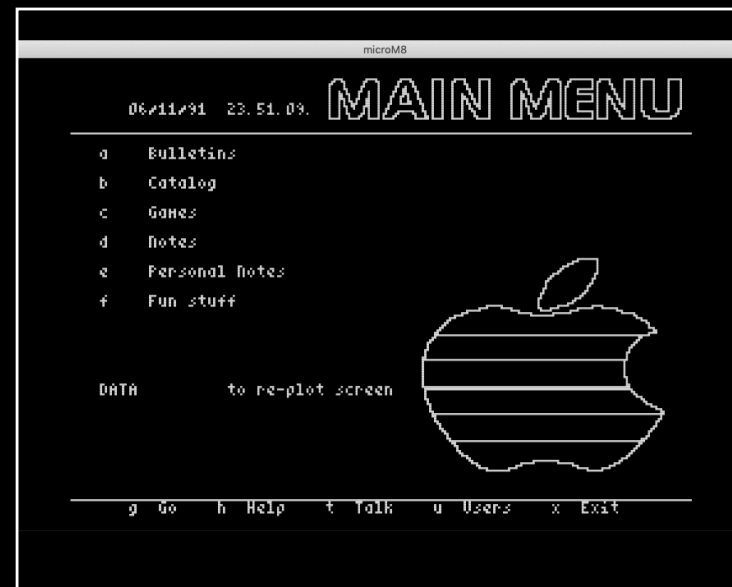 microM8
06/11/91 23.51.09. MAIN MENU
a Bulletins
b Catalog
c Games
d Notes
e Personal Notes
f Fun stuff
DATA to re-plot screen
g Go h Help t Talk u Users x Exit